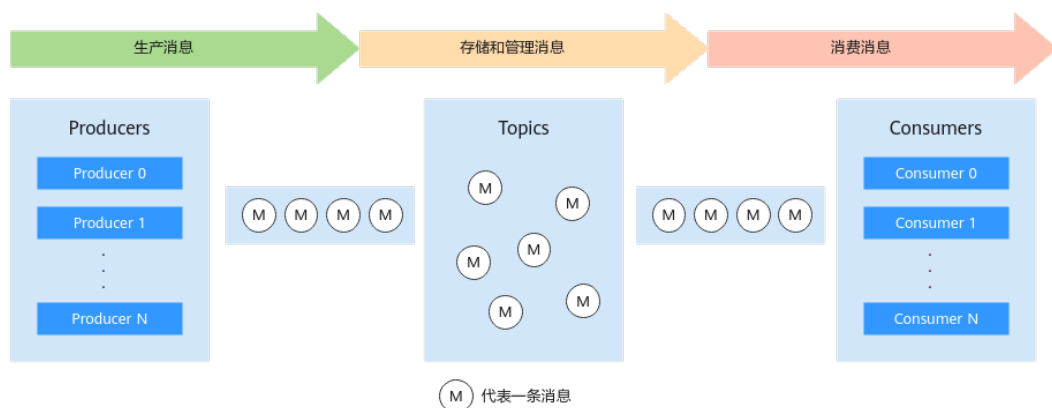 生产消息
存储和管理消息
消费消息
Producers
Producer 0
Producer 1
Producer N
M M M M
Topics
M
M
M
M
M
M
M M M M
Consumers
Consumer 0
Consumer 1
Consumer N
M 代表一条消息